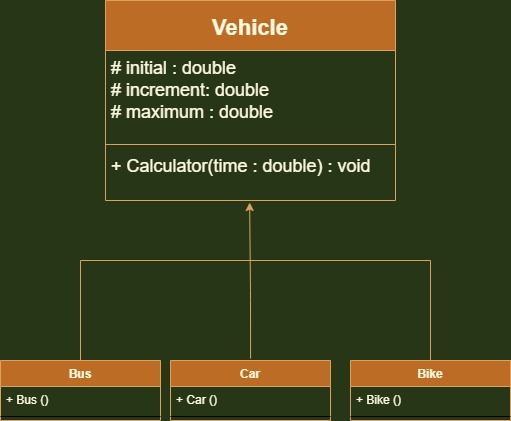 Vehicle
# initial : double
# increment: double
# maximum : double
+ Calculator(time : double) : void
Bus
+ Bus ()
Car
+ Car ()
Bike
+ Bike ()